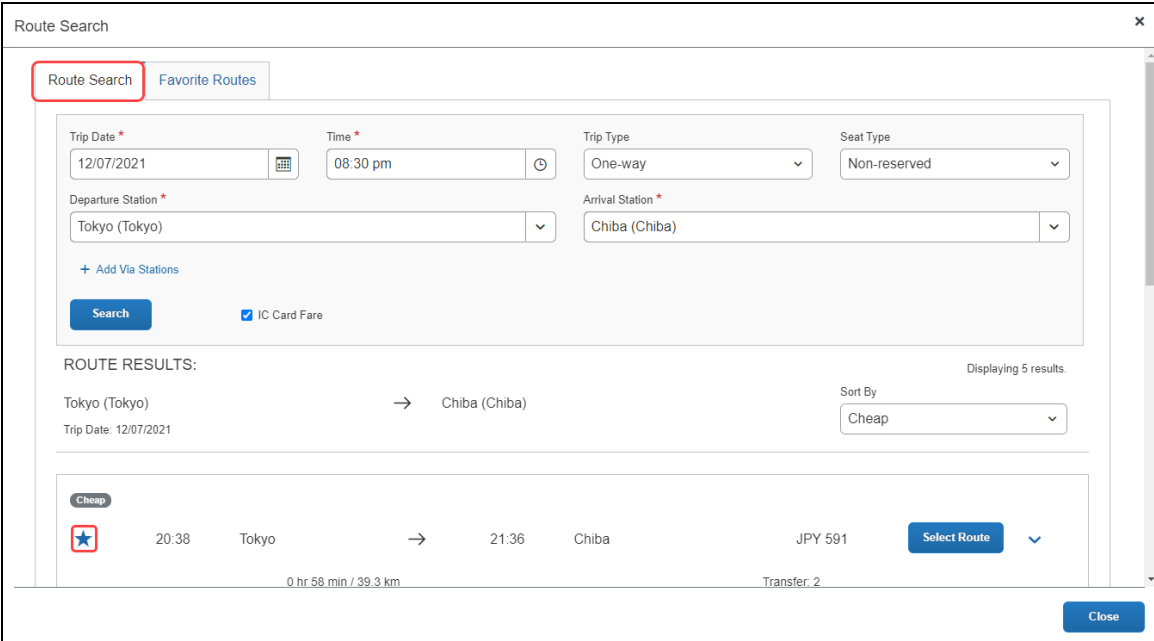 Route Search
×
Route Search Favorite Routes
Trip Date * Time * Trip Type Seat Type
12/07/2021 08:30 pm One-way Non-reserved
Departure Station * Arrival Station *
Tokyo (Tokyo) Chiba (Chiba)
+ Add Via Stations
Search IC Card Fare
ROUTE RESULTS:
Displaying 5 results.
Sort By
Tokyo (Tokyo) → Chiba (Chiba)
Cheap
Trip Date: 12/07/2021
Cheap
20:38 Tokyo → 21:36 Chiba JPY 591 Select Route
0 hr 58 min / 39.3 km Transfer: 2
Close